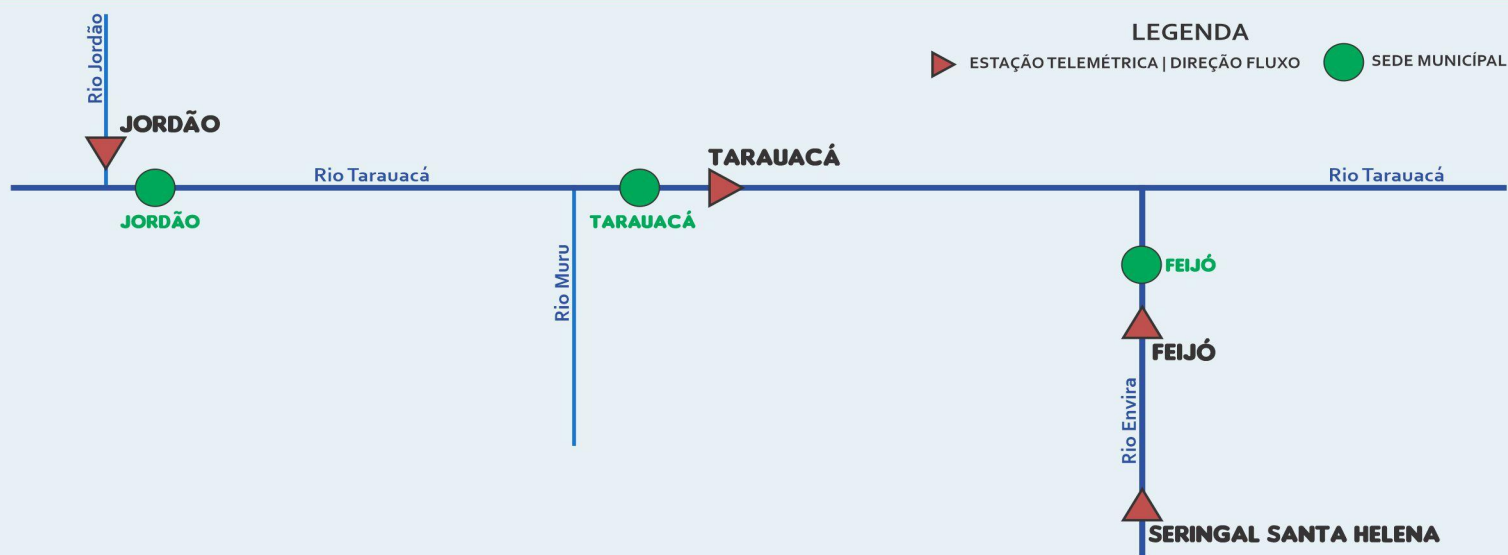 LEGENDA
ESTAÇÃO TELEMÉTRICA | DIREÇÃO FLUXO
SEDE MUNICÍPAL
Rio Jordão
JORDÃO
JORDÃO
Rio Tarauacá
TARAUACÁ
TARAUACÁ
Rio Muru
Rio Tarauacá
FEIJÓ
FEIJÓ
Rio Envira
SERINGAL SANTA HELENA